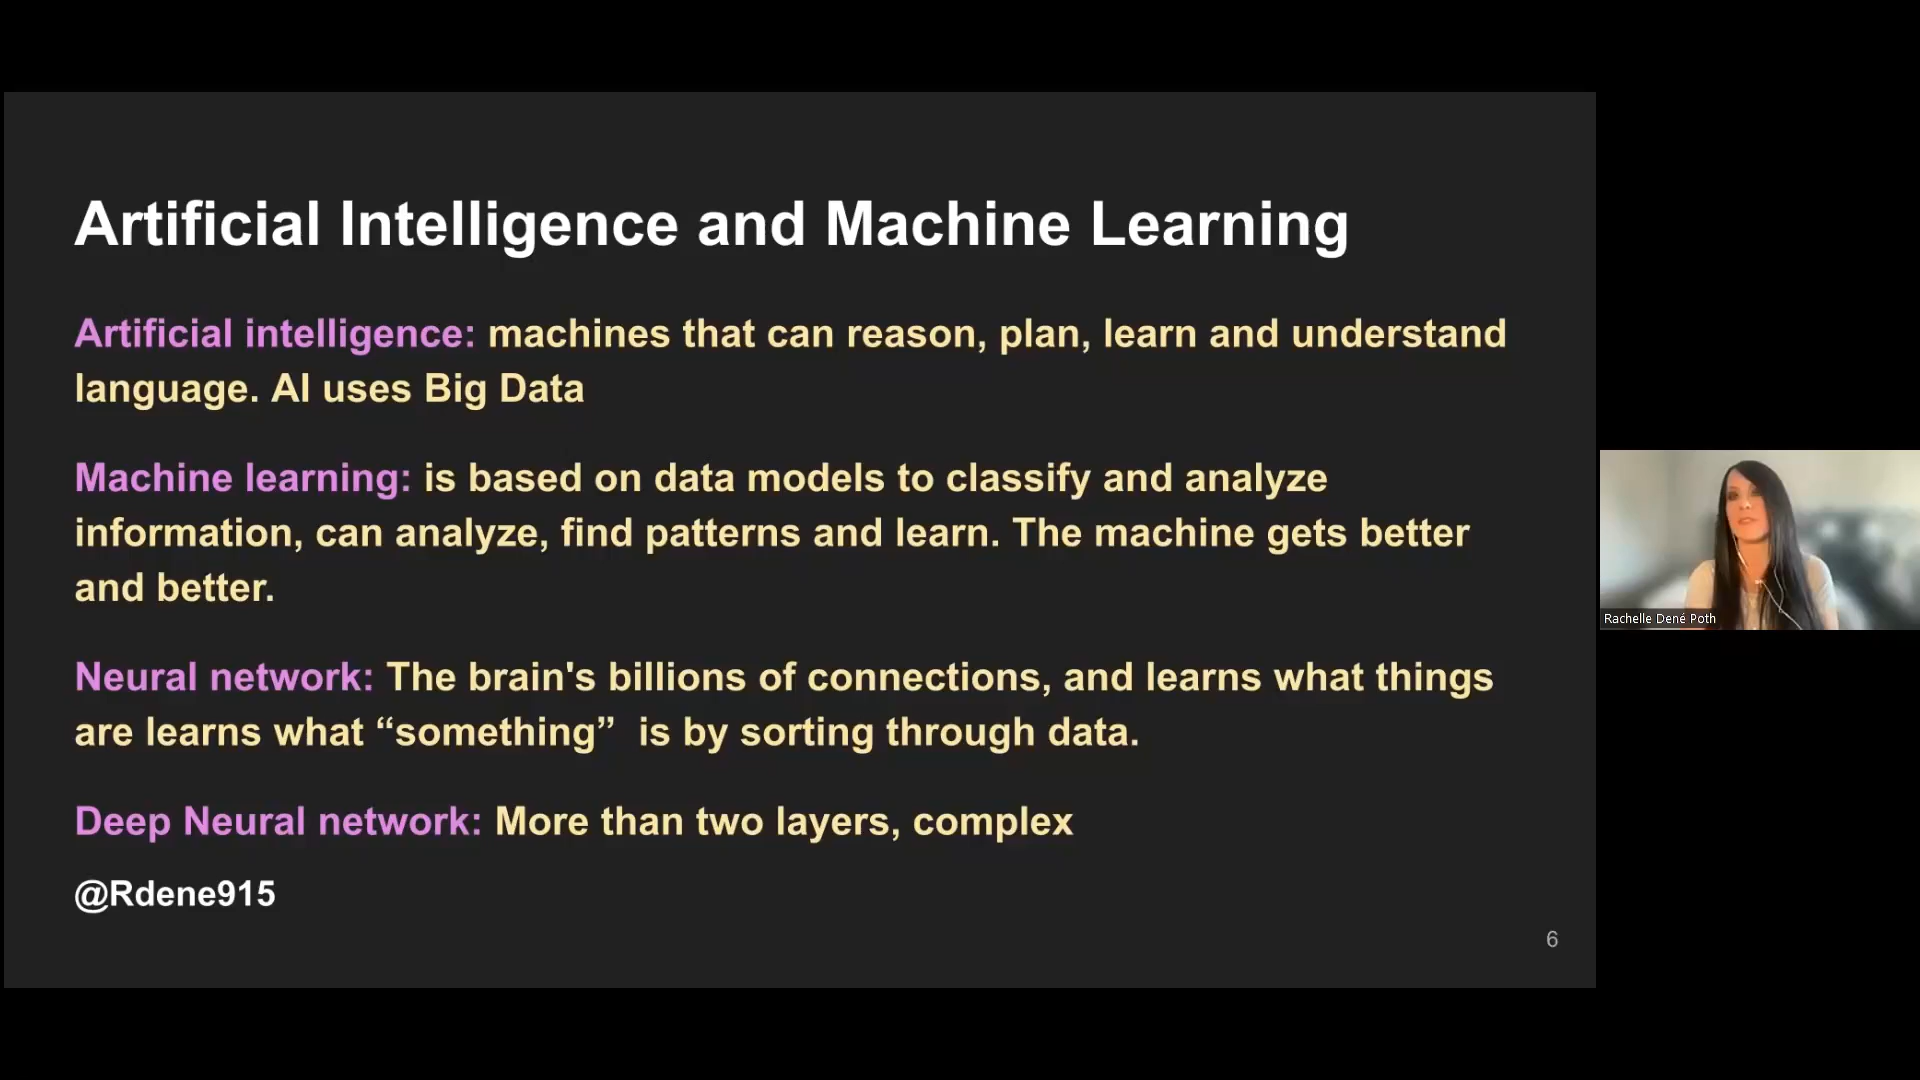 Artificial Intelligence and Machine Learning
Artificial intelligence: machines that can reason, plan, learn and understand
language. AI uses Big Data
Machine learning: is based on data models to classify and analyze
information, can analyze, find patterns and learn. The machine gets better
and better.
Neural network: The brain's billions of connections, and learns what things
are learns what “something”  is by sorting through data.
Deep Neural network: More than two layers, complex
@Rdene915
6
Rachelle Dené Poth